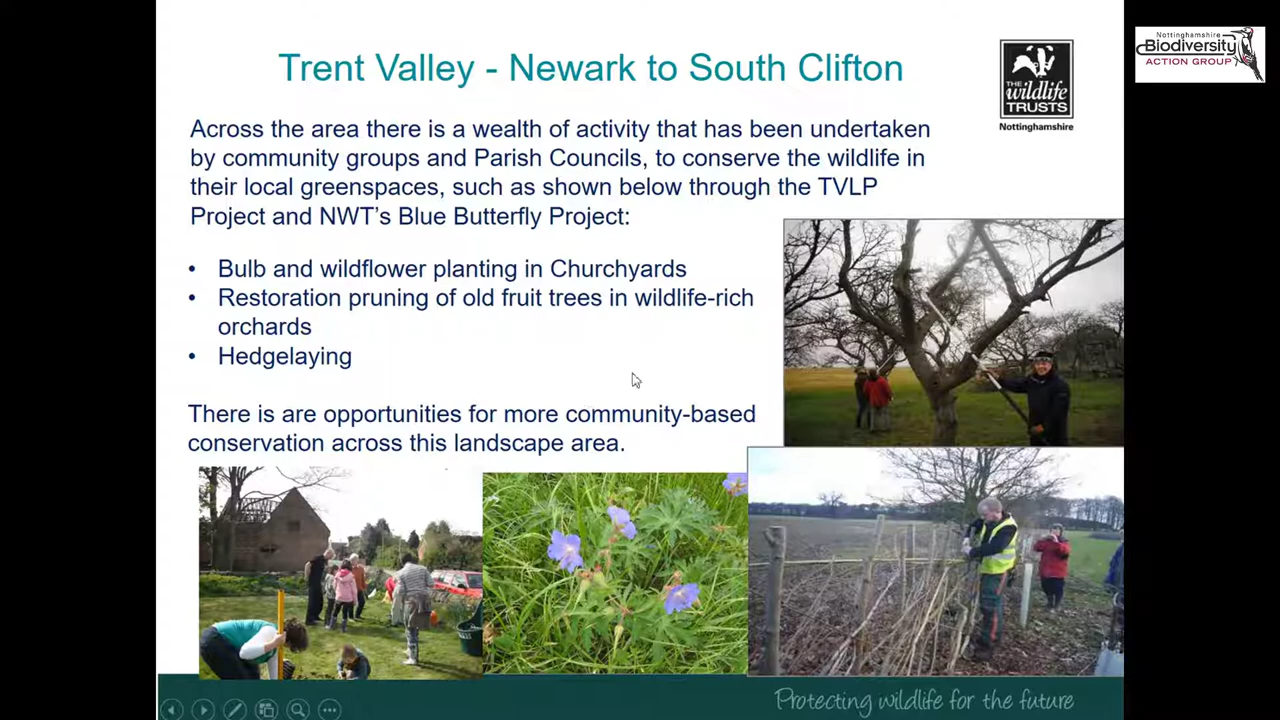 Trent Valley - Newark to South Clifton
Across the area there is a wealth of activity that has been undertaken
by community groups and Parish Councils, to conserve the wildlife in
their local greenspaces, such as shown below through the TVLP
Project and NWT's Blue Butterfly Project:
• Bulb and wildflower planting in Churchyards
• Restoration pruning of old fruit trees in wildlife-rich
orchards
• Hedgelaying
There is are opportunities for more community-based
conservation across this landscape area.
THE
wildlife
TRUSTS
Nottinghamshire
Nottinghamshire
Biodiversity
ACTION GROUP
Protecting wildlife for the future